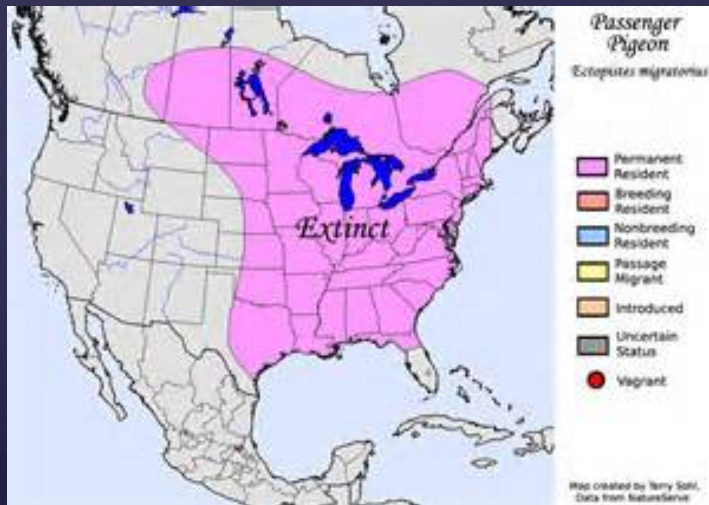 Passenger
Pigeon
Ectopistes migratorius
Extinct
Permanent
Resident
Breeding
Resident
Nonbreeding
Resident
Passage
Migrant
Introduced
Uncertain
Status
Vagrant
Map created by Terry Sohl,
Data from NatureServe